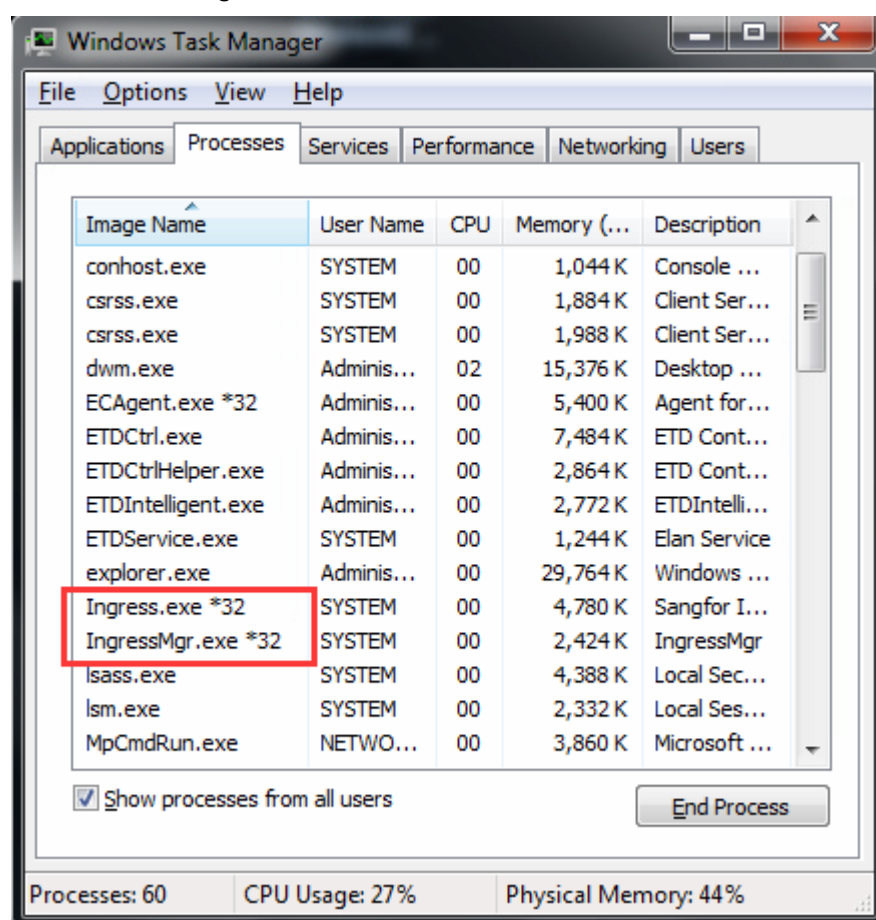 Windows Task Manager
File Options View Help
Applications Processes Services Performance Networking Users
Image Name User Name CPU Memory (... Description
conhost.exe SYSTEM 00 1,044 K Console ...
csrss.exe SYSTEM 00 1,884 K Client Ser...
csrss.exe SYSTEM 00 1,988 K Client Ser...
dwm.exe Adminis... 02 15,376 K Desktop ...
ECAgent.exe *32 Adminis... 00 5,400 K Agent for...
ETDCtrl.exe Adminis... 00 7,484 K ETD Cont...
ETDCtrlHelper.exe Adminis... 00 2,864 K ETD Cont...
ETDIntelligent.exe Adminis... 00 2,772 K ETDIntelli...
ETDService.exe SYSTEM 00 1,244 K Elan Service
explorer.exe Adminis... 00 29,764 K Windows ...
Ingress.exe *32 SYSTEM 00 4,780 K Sangfor I...
IngressMgr.exe *32 SYSTEM 00 2,424 K IngressMgr
lsass.exe SYSTEM 00 4,388 K Local Sec...
lsm.exe SYSTEM 00 2,332 K Local Ses...
MpCmdRun.exe NETWO... 00 3,860 K Microsoft ...
Show processes from all users End Process
Processes: 60 CPU Usage: 27% Physical Memory: 44%